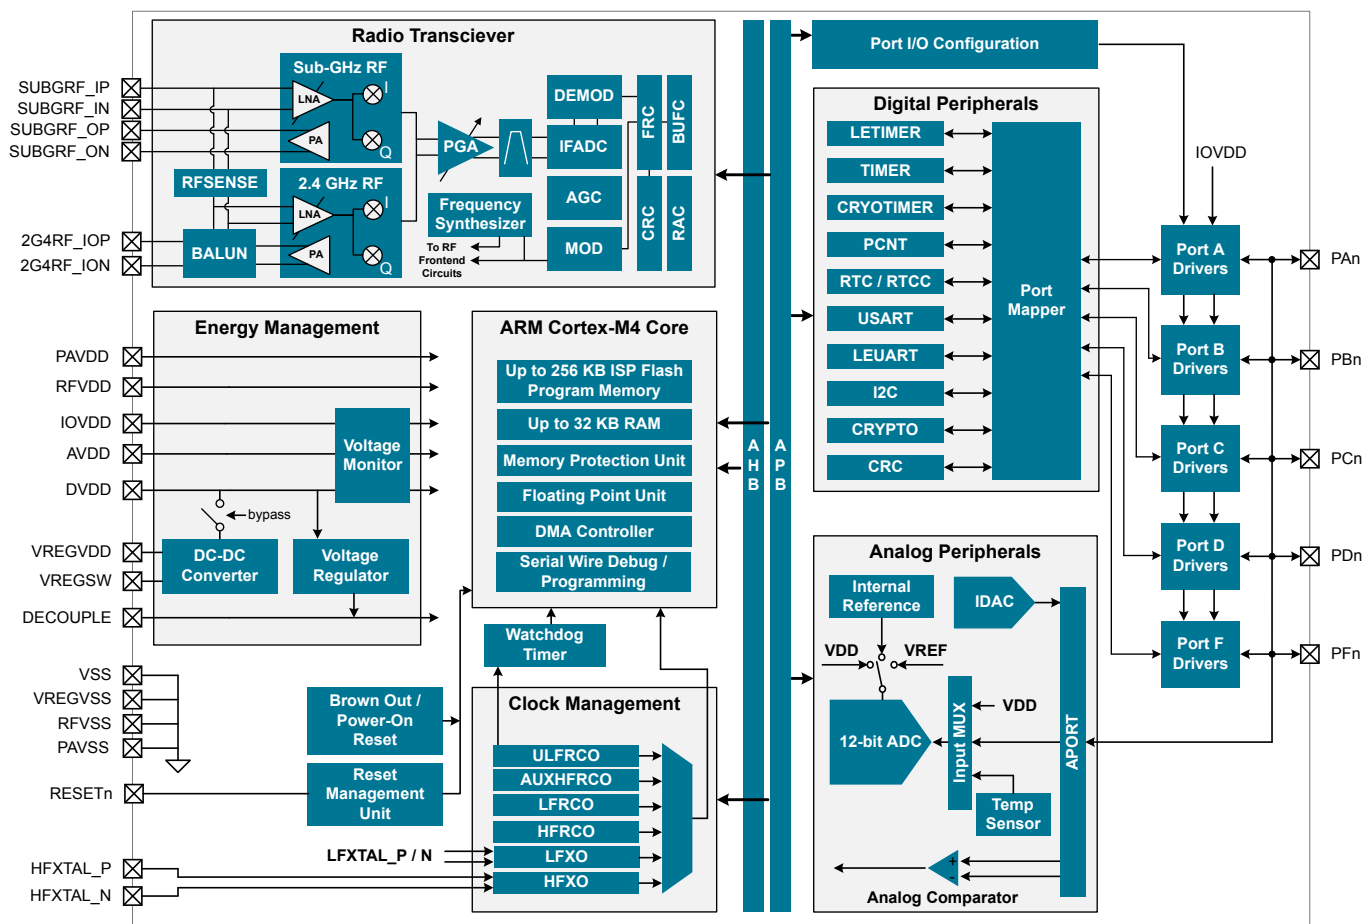 Radio Transciever
SUBGRF_IP
SUBGRF_IN
SUBGRF_OP
SUBGRF_ON
2G4RF_IOP
2G4RF_ION
Sub-GHz RF
LNA
I
PA
Q
RFSENSE
2.4 GHz RF
LNA
I
PA
Q
BALUN
PGA
Frequency
Synthesizer
To RF
Frontend
Circuits
DEMOD
IFADC
AGC
MOD
FRC
BUFC
CRC
RAC
Energy Management
PAVDD
RFVDD
IOVDD
AVDD
DVDD
VREGVDD
VREGSW
DECOUPLE
Voltage
Monitor
bypass
DC-DC
Converter
Voltage
Regulator
VSS
VREGVSS
RFVSS
PAVSS
RESETn
HFXTAL_P
HFXTAL_N
Brown Out /
Power-On
Reset
Reset
Management
Unit
ARM Cortex-M4 Core
Up to 256 KB ISP Flash
Program Memory
Up to 32 KB RAM
Memory Protection Unit
Floating Point Unit
DMA Controller
Serial Wire Debug /
Programming
Watchdog
Timer
Clock Management
ULFRCO
AUXHFRCO
LFRCO
HFRCO
LFXO
HFXO
LFXTAL_P / N
AHB
APB
Port I/O Configuration
Digital Peripherals
LETIMER
TIMER
CRYOTIMER
PCNT
RTC / RTCC
USART
LEUART
I2C
CRYPTO
CRC
Port
Mapper
Analog Peripherals
Internal
Reference
IDAC
VDD
VREF
12-bit ADC
Input MUX
VDD
Temp
Sensor
APORT
+
-
Analog Comparator
IOVDD
Port A
Drivers
Port B
Drivers
Port C
Drivers
Port D
Drivers
Port F
Drivers
PAn
PBn
PCn
PDn
PFn